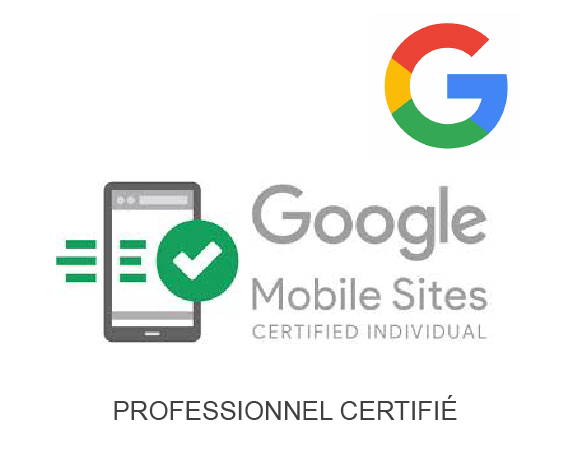 Google
Mobile Sites
CERTIFIED INDIVIDUAL
PROFESSIONNEL CERTIFIÉ